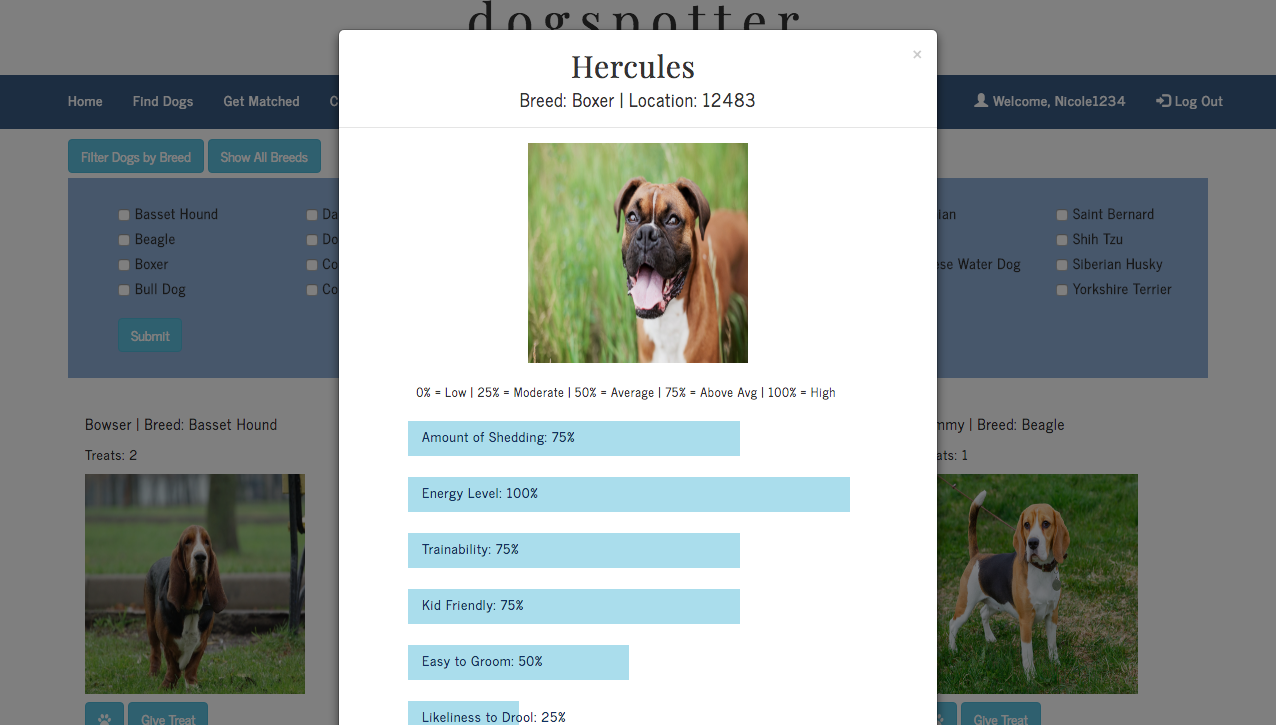 dogspotter
Hercules
×
Breed: Boxer | Location: 12483
Home Find Dogs Get Matched C Welcome, Nicole1234 Log Out
Filter Dogs by Breed Show All Breeds
Basset Hound Da ian Saint Bernard
Beagle Do Shih Tzu
Boxer Co ese Water Dog Siberian Husky
Bull Dog Co Yorkshire Terrier
Submit
0% = Low | 25% = Moderate | 50% = Average | 75% = Above Avg | 100% = High
Bowser | Breed: Basset Hound mmy | Breed: Beagle
Treats: 2 ats: 1
Amount of Shedding: 75%
Energy Level: 100%
Trainability: 75%
Kid Friendly: 75%
Easy to Groom: 50%
Likeliness to Drool: 25%
Give Treat Give Treat